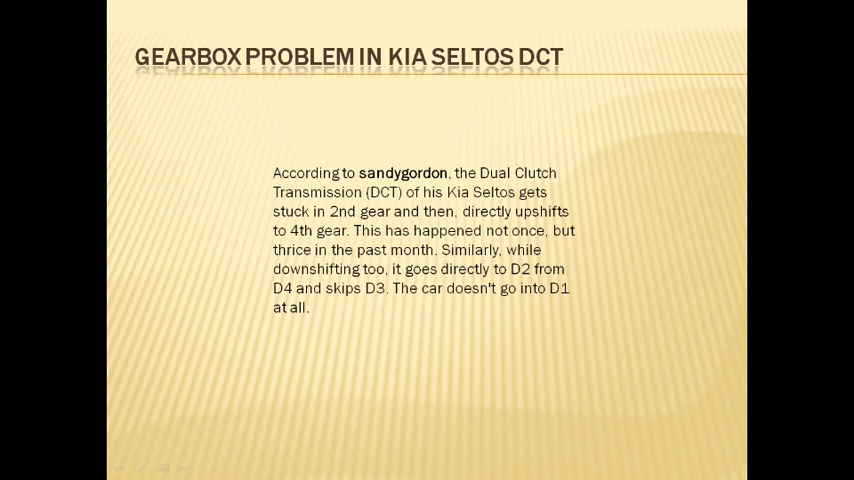 GEARBOX PROBLEM IN KIA SELTOS DCT
According to sandygordon, the Dual Clutch
Transmission (DCT) of his Kia Seltos gets
stuck in 2nd gear and then, directly upshifts
to 4th gear. This has happened not once, but
thrice in the past month. Similarly, while
downshifting too, it goes directly to D2 from
D4 and skips D3. The car doesn't go into D1
at all.